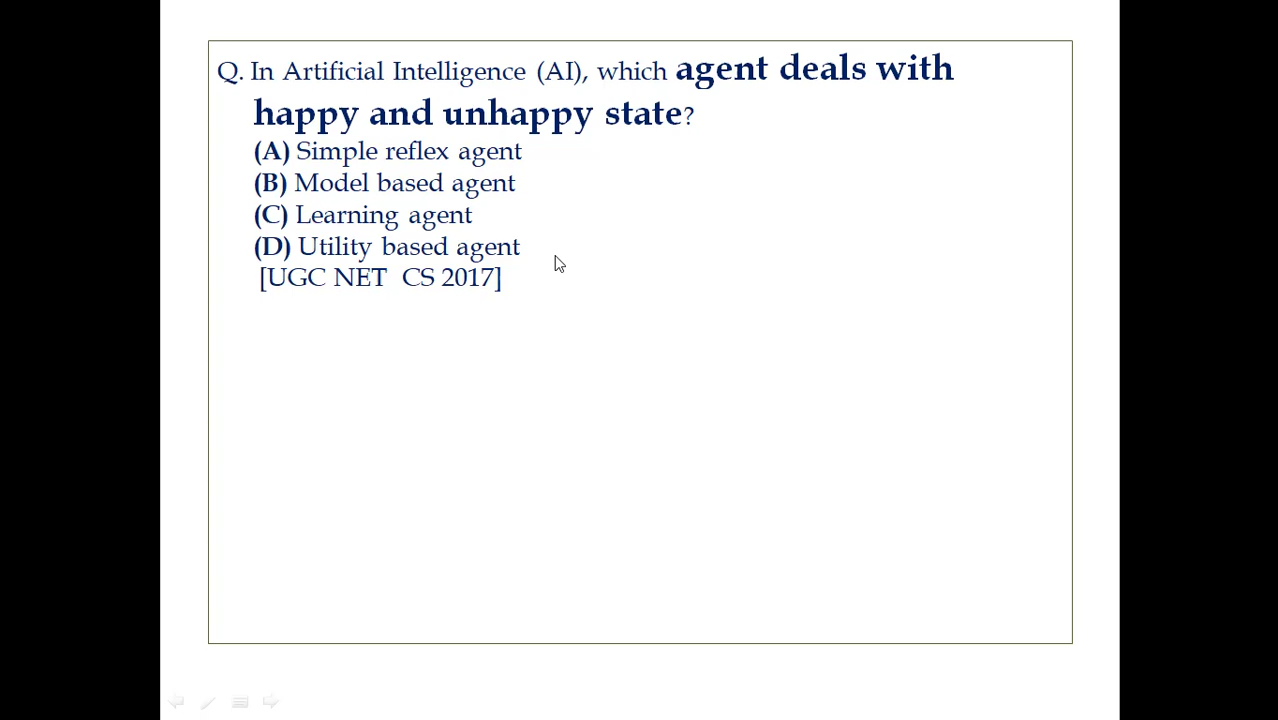 Q. In Artificial Intelligence (AI), which agent deals with
happy and unhappy state?
(A) Simple reflex agent
(B) Model based agent
(C) Learning agent
(D) Utility based agent
[UGC NET CS 2017]